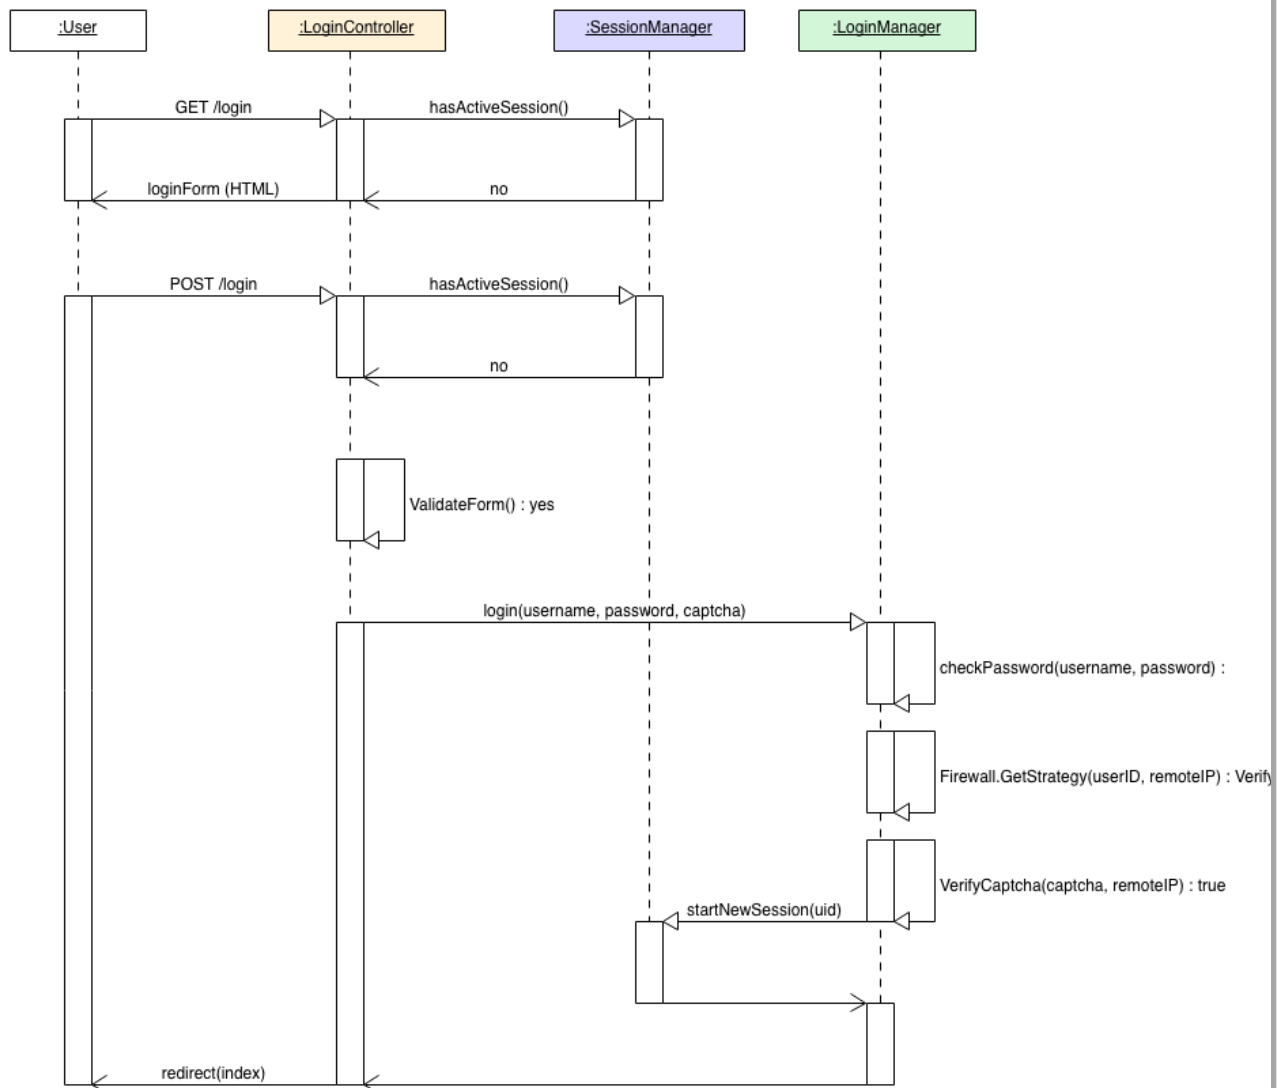 :User
:LoginController
:SessionManager
:LoginManager
GET /login
hasActiveSession()
loginForm (HTML)
no
POST /login
hasActiveSession()
no
ValidateForm() : yes
login(username, password, captcha)
checkPassword(username, password) :
Firewall.GetStrategy(userID, remoteIP) :
VerifyCaptcha(captcha, remoteIP) : true
startNewSession(uid)
redirect(index)